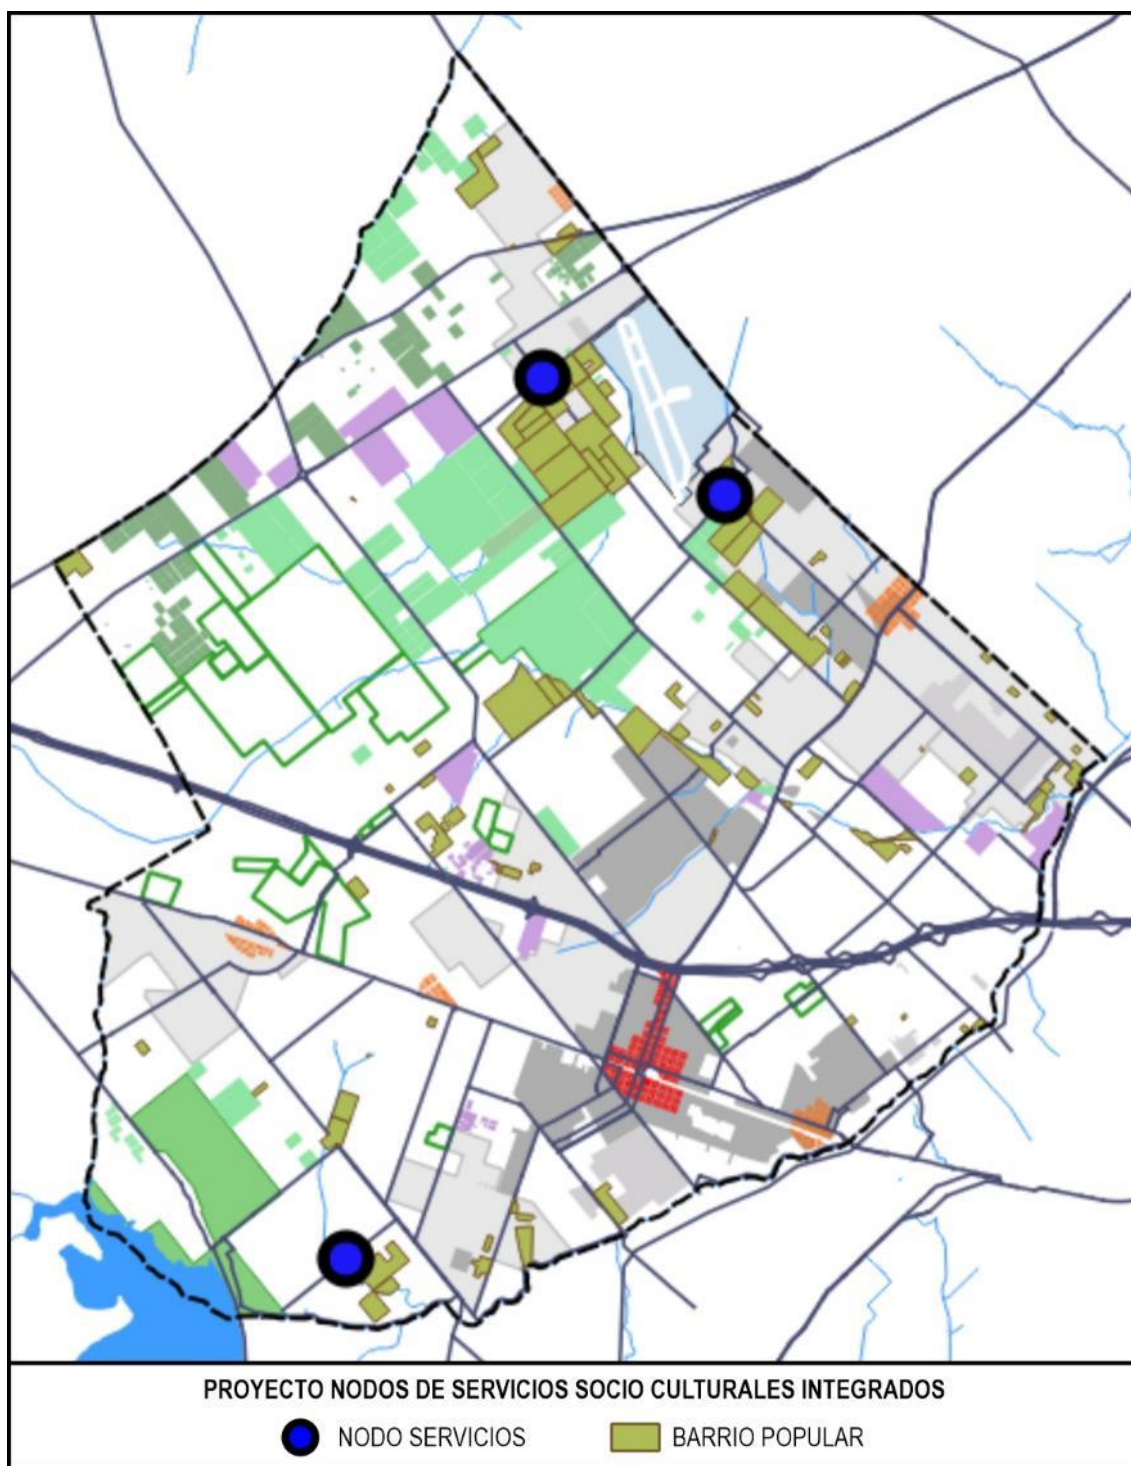 PROYECTO NODOS DE SERVICIOS SOCIO CULTURALES INTEGRADOS
NODO SERVICIOS
BARRIO POPULAR